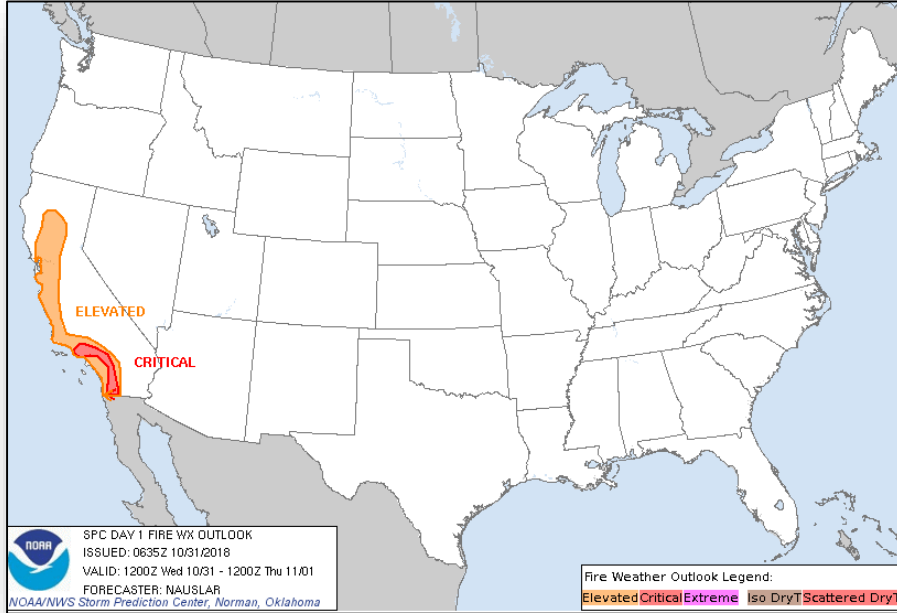 ELEVATED
CRITICAL
SPC DAY 1 FIRE WX OUTLOOK
ISSUED: 0635Z 10/31/2018
VALID: 1200Z Wed 10/31 - 1200Z Thu 11/01
FORECASTER: NAUSLAR
NOAA
NOAA/NWS Storm Prediction Center, Norman, Oklahoma
Fire Weather Outlook Legend:
Elevated Critical Extreme Iso DryT Scattered DryT